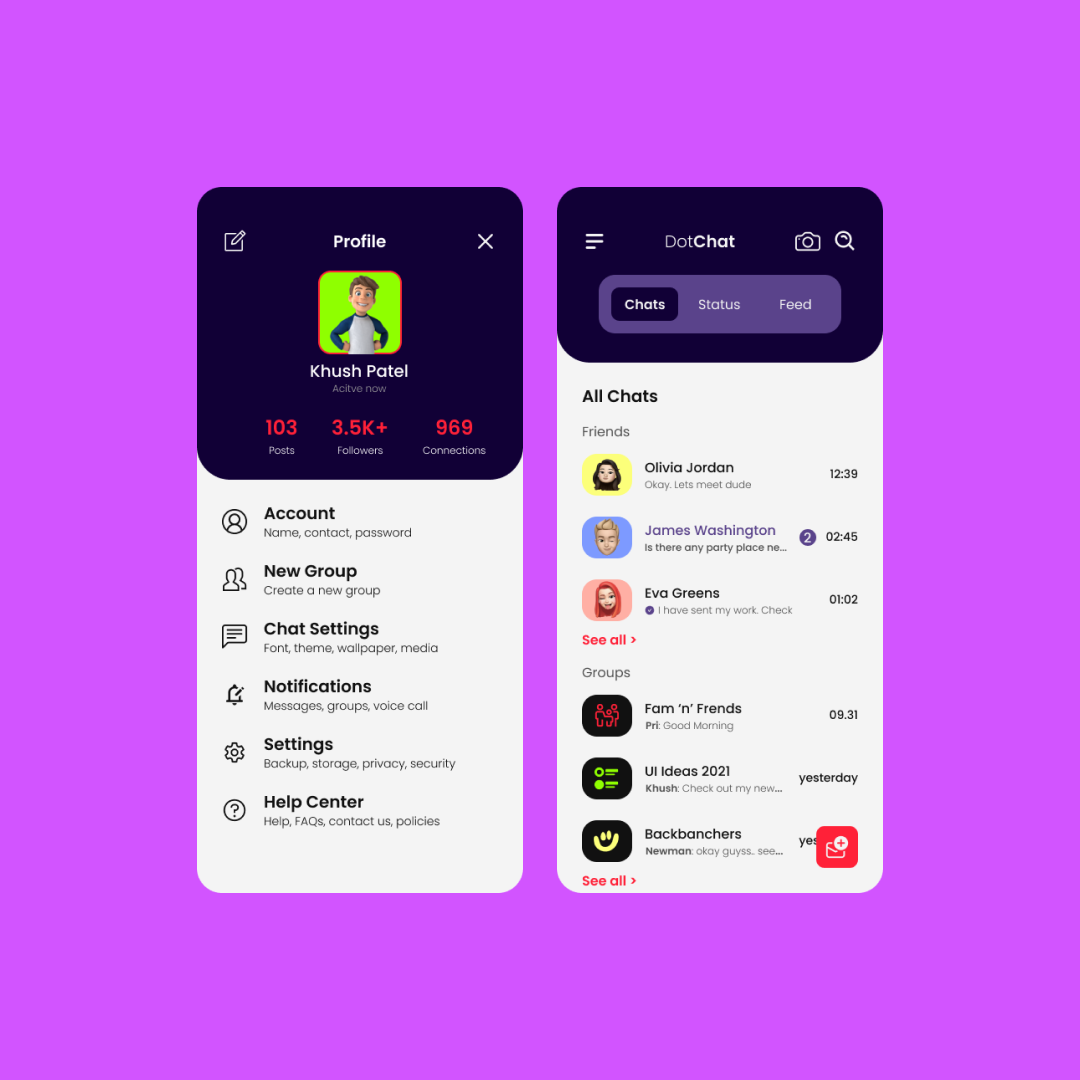 Profile
Khush Patel
Acitve now
103 3.5K+ 969
Posts Followers Connections
Account
Name, contact, password
New Group
Create a new group
Chat Settings
Font, theme, wallpaper, media
Notifications
Messages, groups, voice call
Settings
Backup, storage, privacy, security
Help Center
Help, FAQs, contact us, policies
DotChat
Chats Status Feed
All Chats
Friends
Olivia Jordan
Okay. Lets meet dude
12:39
James Washington
Is there any party place ne...
2 02:45
Eva Greens
I have sent my work. Check
01:02
See all >
Groups
Fam ‘n’ Frends
Pri: Good Morning
09.31
UI Ideas 2021
Khush: Check out my new...
yesterday
Backbanchers
Newman: okay guyss.. see...
See all >